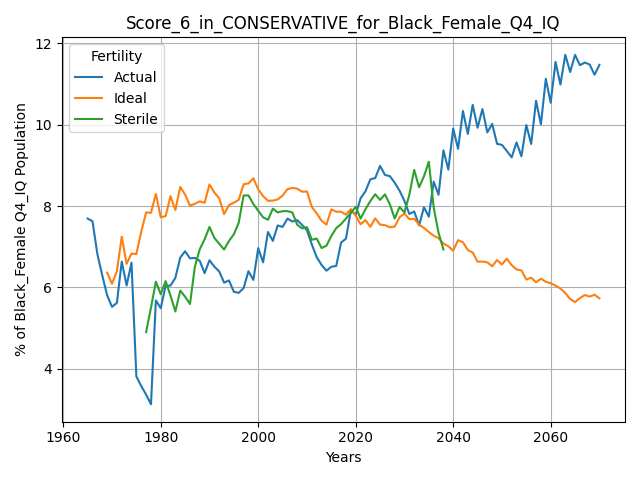 Score_6_in_CONSERVATIVE_for_Black_Female_Q4_IQ
12
10
8
6
4
% of Black_Female Q4_IQ Population
Fertility
Actual
Ideal
Sterile
1960
1980
2000
2020
2040
2060
Years